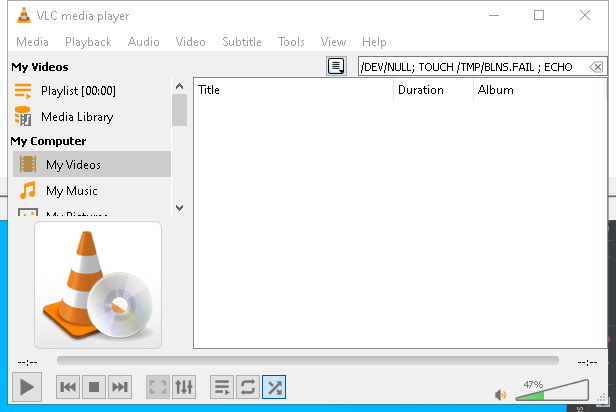 VLC media player
Media Playback Audio Video Subtitle Tools View Help
My Videos
/DEV/NULL; TOUCH /TMP/BLNS.FAIL ; ECHO
Playlist [00:00]
Title Duration Album
Media Library
My Computer
My Videos
My Music
My Pictures
--:-- --:--
47%